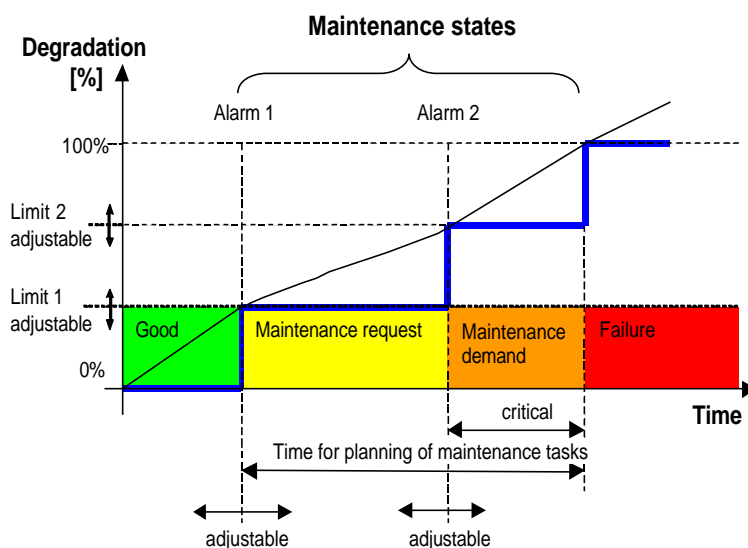 Maintenance states
Degradation
[%]
Alarm 1
Alarm 2
100%
Limit 2
adjustable
Limit 1
adjustable
Good
Maintenance request
Maintenance
demand
Failure
0%
critical
Time
Time for planning of maintenance tasks
adjustable
adjustable